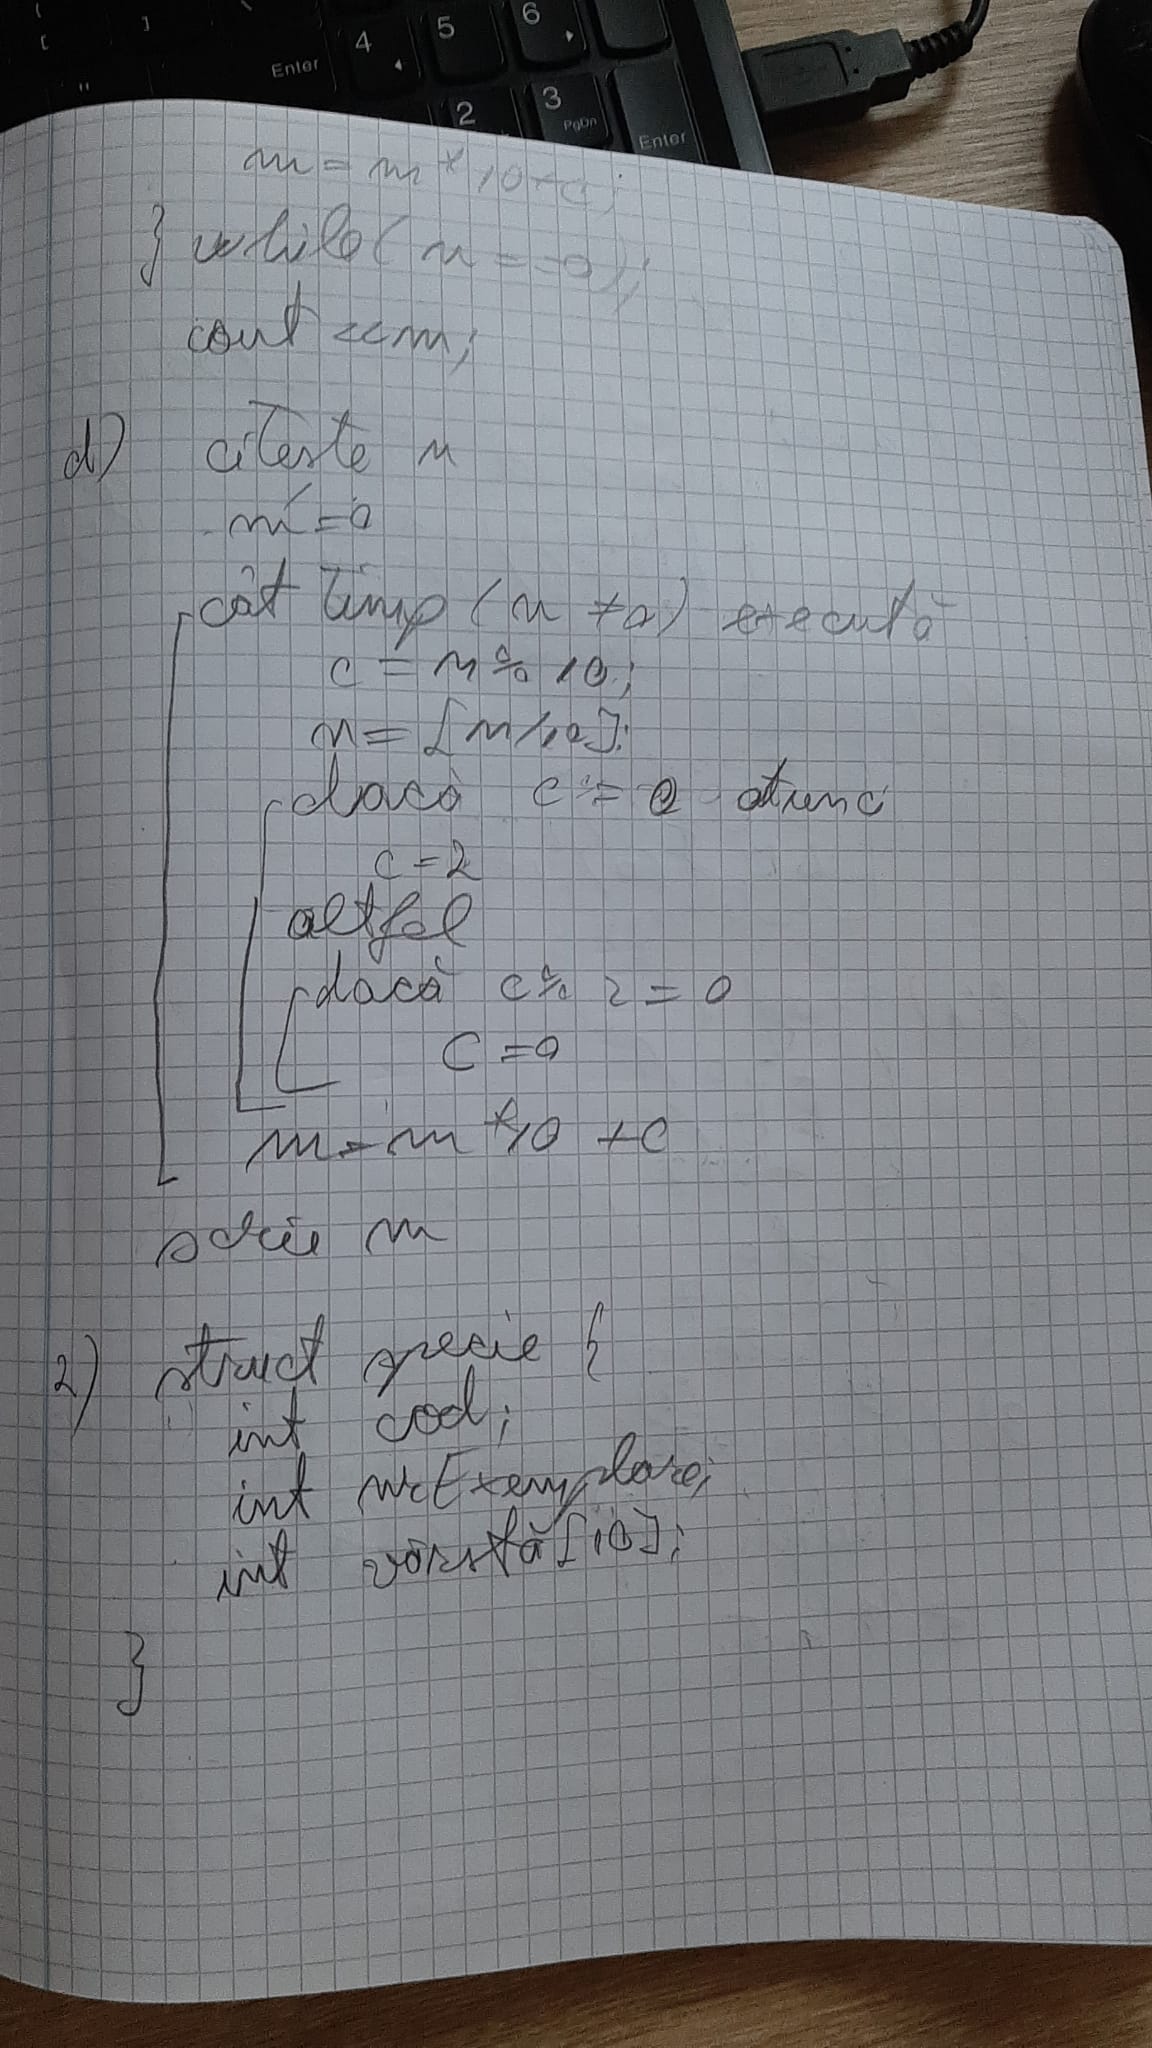 [
]
"
Enter
4
5
6
2
3
PgDn
Enter
m = m * 10 + c;
} while (n == 0);
cout << m;
d) citește n
m = 0
cât timp (n ≠ 0) execută
c = n % 10;
n = [n/10];
dacă c = 0 atunc
c = 2
altfel
dacă c % 2 = 0
c = 0
m = m * 10 + c
scrie m
2) struct specie {
int cod;
int nrExemplare;
int vârstă[10];
}